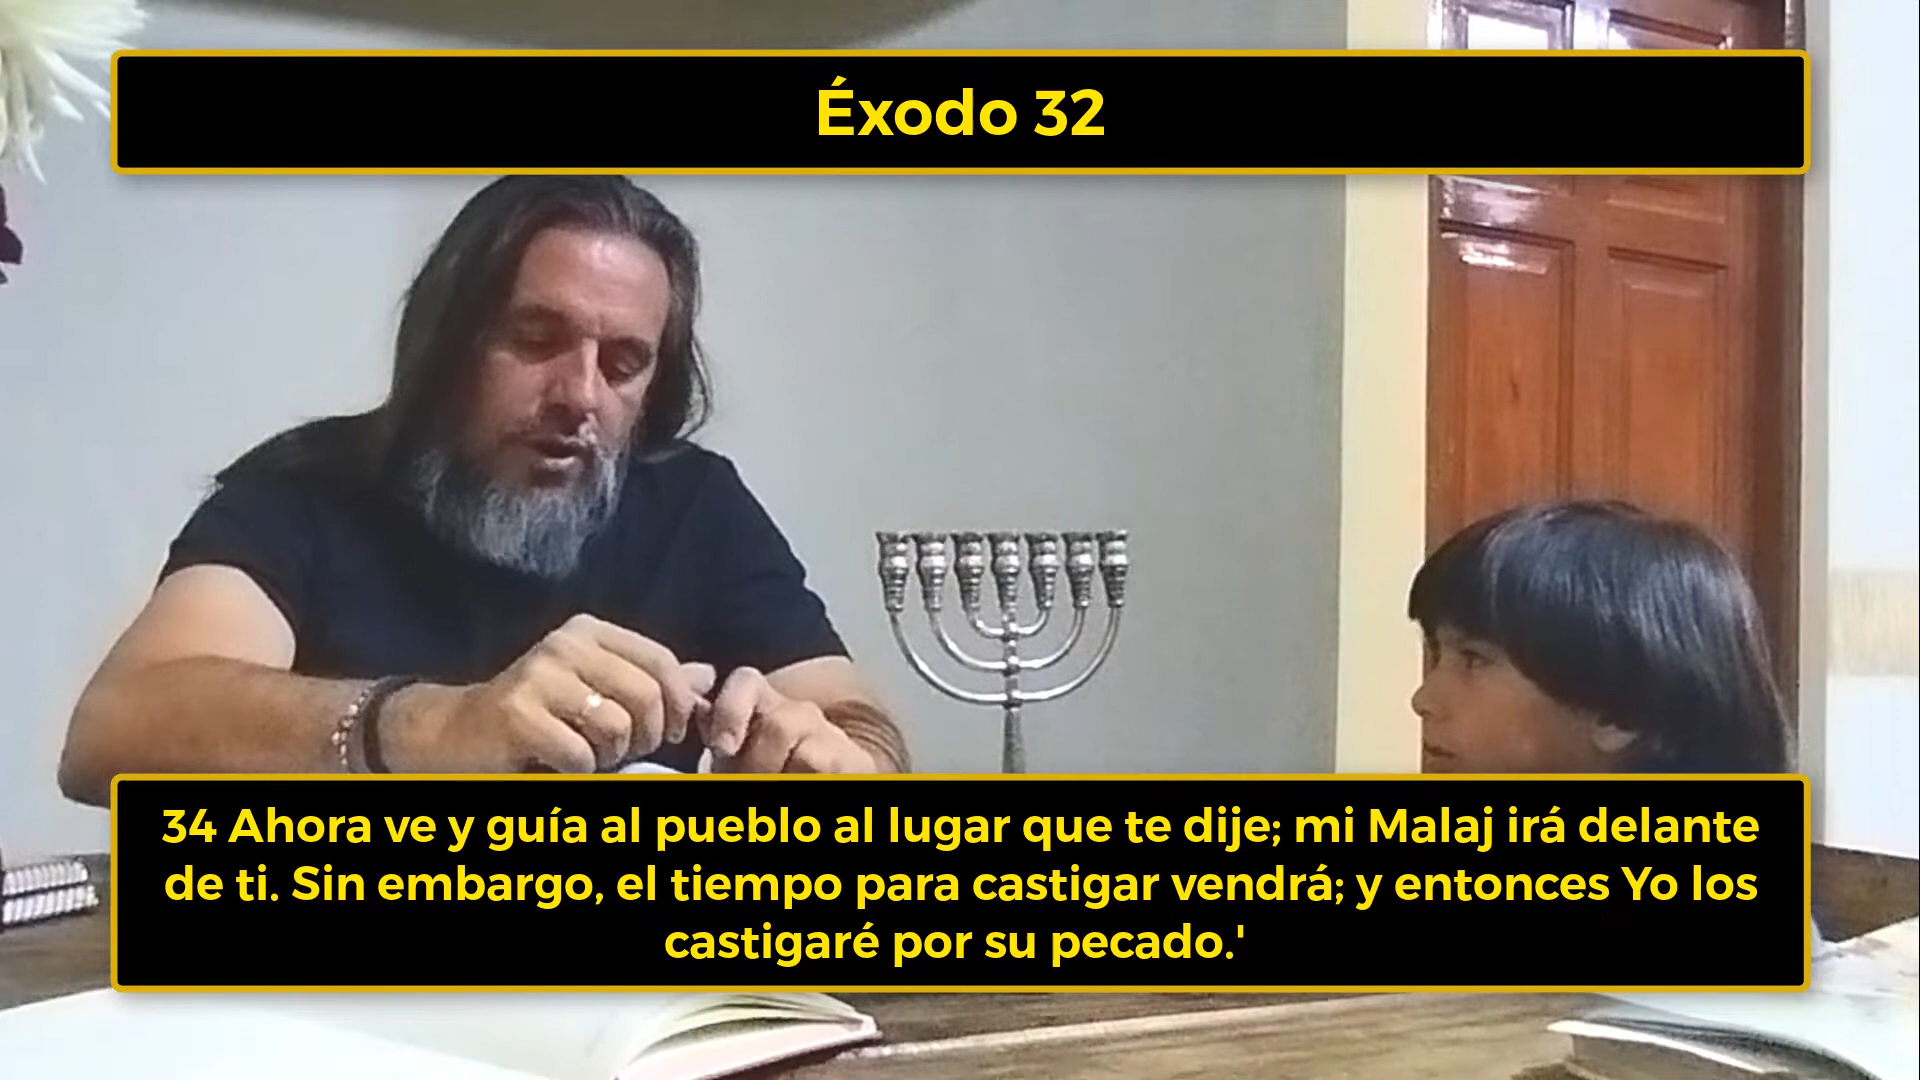 Éxodo 32
34 Ahora ve y guía al pueblo al lugar que te dije; mi Malaj irá delante
de ti. Sin embargo, el tiempo para castigar vendrá; y entonces Yo los
castigaré por su pecado.'